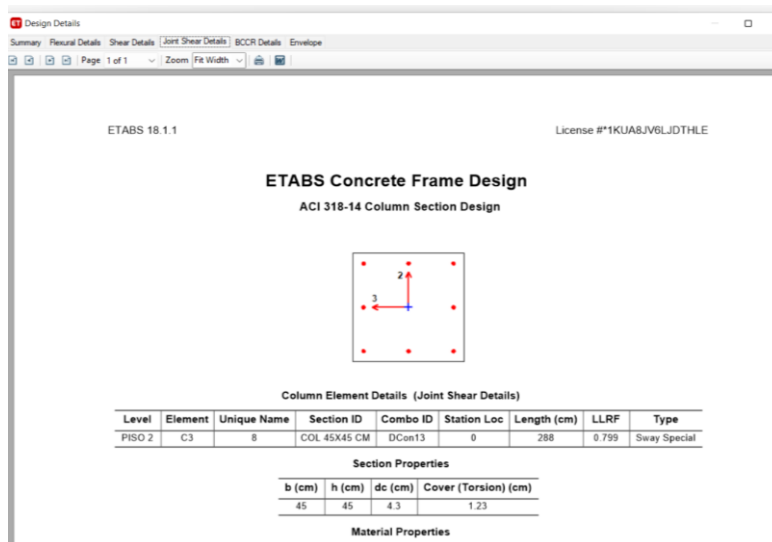 ET Design Details
Summary Flexural Details Shear Details Joint Shear Details BCCR Details Envelope
Page 1 of 1 Zoom Fit Width
ETABS 18.1.1 License #*1KUA8JV6LJDTHLE
ETABS Concrete Frame Design
ACI 318-14 Column Section Design
2
3
Column Element Details (Joint Shear Details)
Level Element Unique Name Section ID Combo ID Station Loc Length (cm) LLRF Type
PISO 2 C3 8 COL 45X45 CM DCon13 0 288 0.799 Sway Special
Section Properties
b (cm) h (cm) dc (cm) Cover (Torsion) (cm)
45 45 4.3 1.23
Material Properties